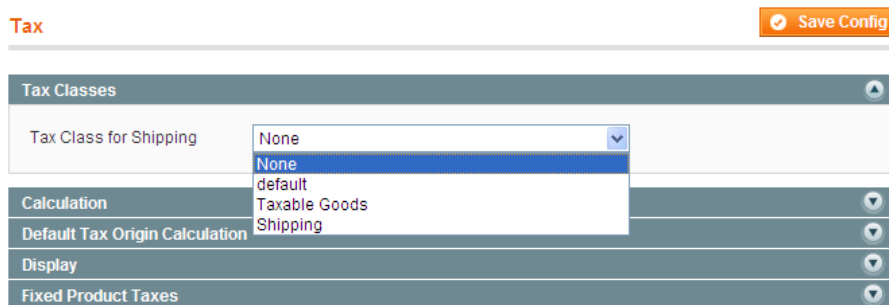 Tax
Save Config
Tax Classes
Tax Class for Shipping
None
None
default
Taxable Goods
Shipping
Calculation
Default Tax Origin Calculation
Display
Fixed Product Taxes